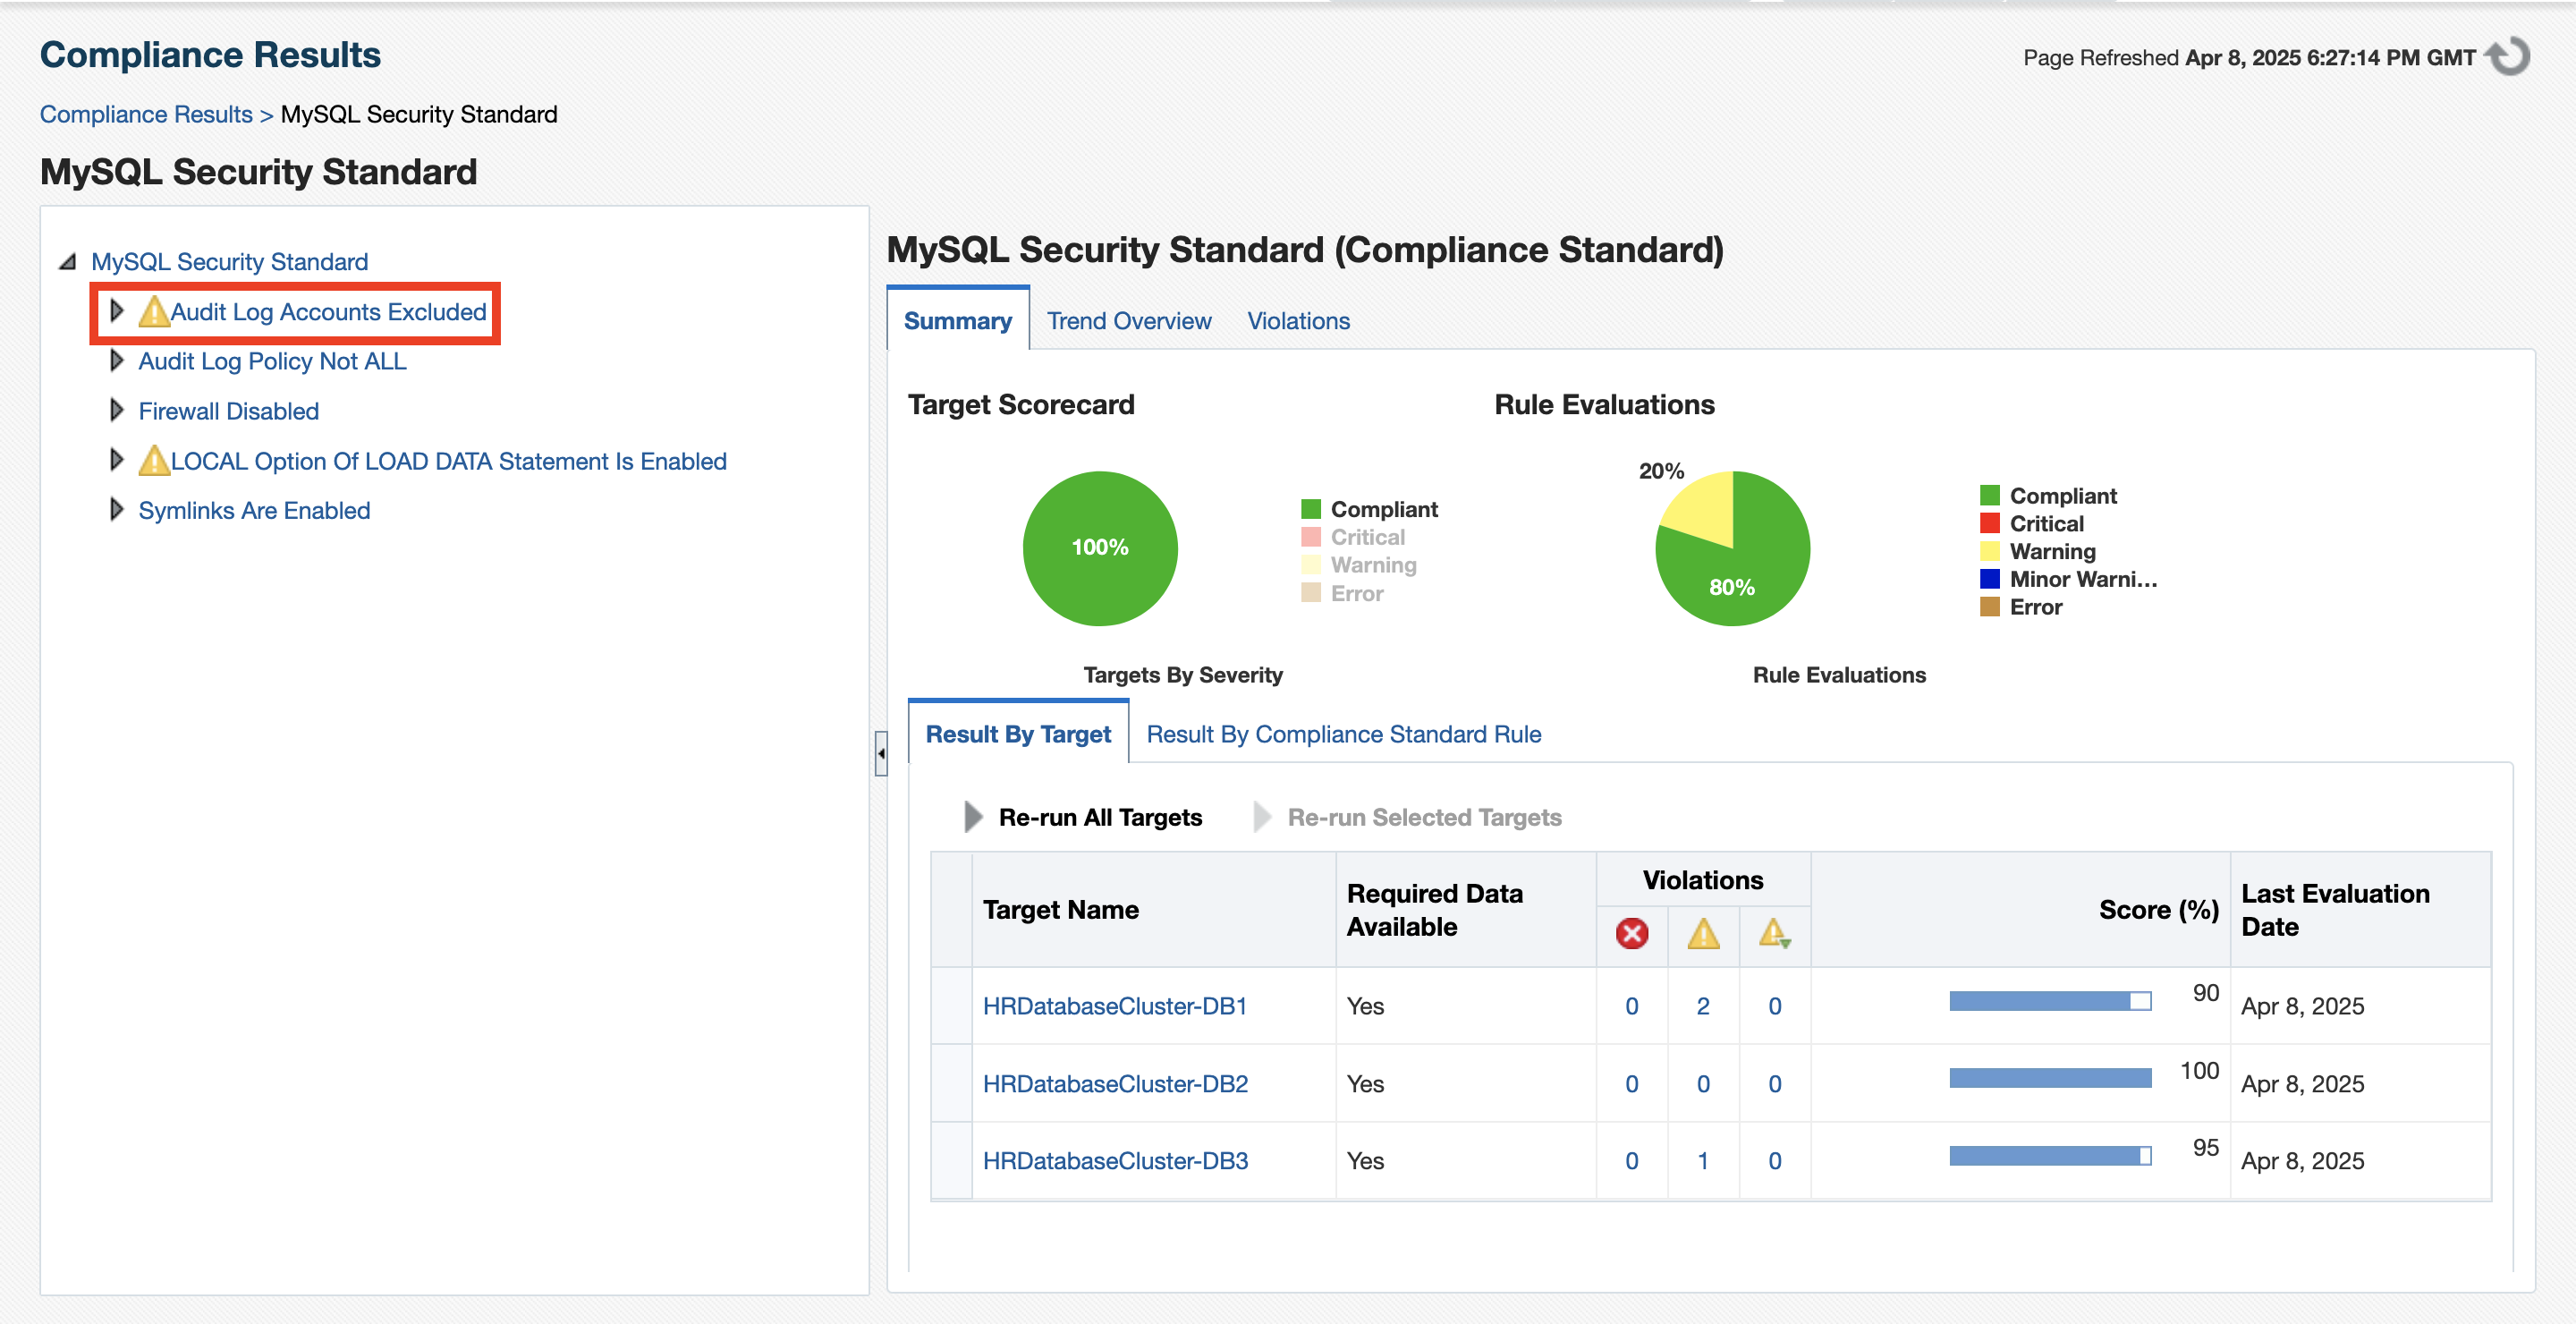 Compliance Results
Page Refreshed Apr 8, 2025 6:27:14 PM GMT
Compliance Results > MySQL Security Standard
MySQL Security Standard
MySQL Security Standard
Audit Log Accounts Excluded
Audit Log Policy Not ALL
Firewall Disabled
LOCAL Option Of LOAD DATA Statement Is Enabled
Symlinks Are Enabled
MySQL Security Standard (Compliance Standard)
Summary Trend Overview Violations
Target Scorecard
100%
Compliant
Critical
Warning
Error
Targets By Severity
Rule Evaluations
20%
80%
Compliant
Critical
Warning
Minor Warni...
Error
Rule Evaluations
Result By Target Result By Compliance Standard Rule
Re-run All Targets Re-run Selected Targets
Target Name Required Data Available Violations Score (%) Last Evaluation Date
HRDatabaseCluster-DB1 Yes 0 2 0 90 Apr 8, 2025
HRDatabaseCluster-DB2 Yes 0 0 0 100 Apr 8, 2025
HRDatabaseCluster-DB3 Yes 0 1 0 95 Apr 8, 2025